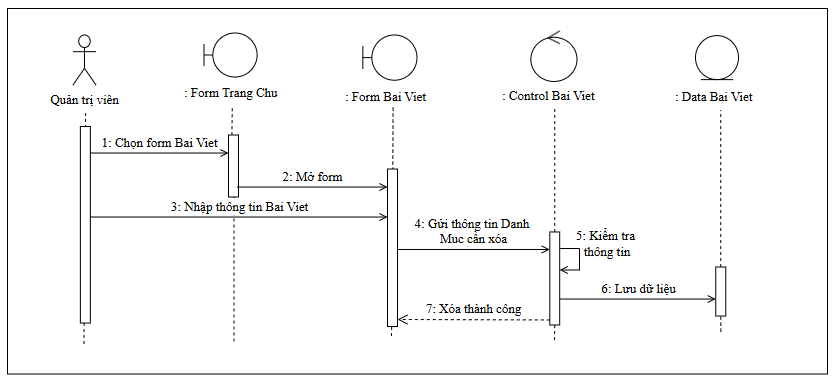 Quản trị viên
: Form Trang Chu
: Form Bai Viet
: Control Bai Viet
: Data Bai Viet
1: Chọn form Bai Viet
2: Mở form
3: Nhập thông tin Bai Viet
4: Gửi thông tin Danh
Muc cần xóa
5: Kiểm tra
thông tin
6: Lưu dữ liệu
7: Xóa thành công